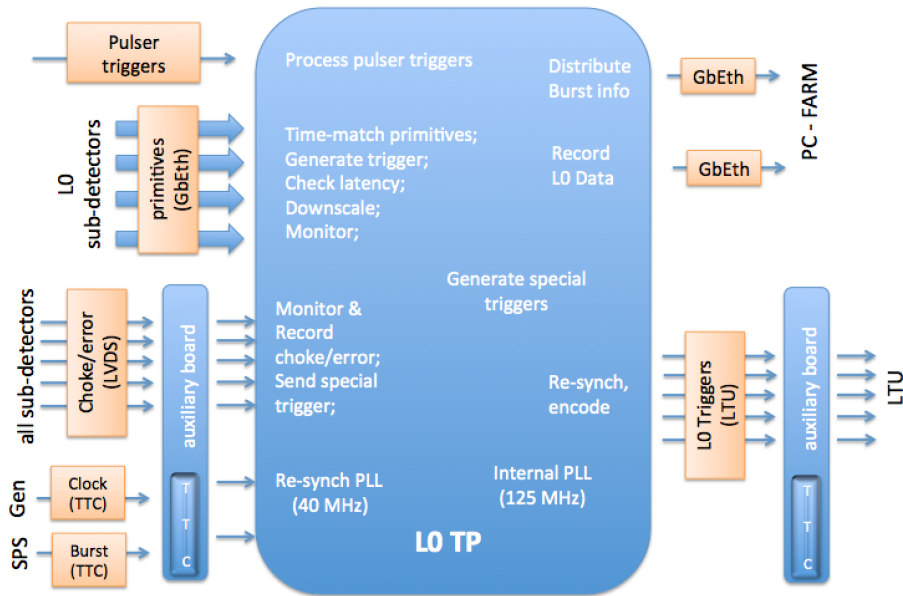 Pulser
triggers
L0
sub-detectors
primitives
(GbEth)
all sub-detectors
Choke/error
(LVDS)
auxiliary board
T
T
C
Gen
Clock
(TTC)
SPS
Burst
(TTC)
Process pulser triggers
Distribute
Burst info
Time-match primitives;
Generate trigger;
Check latency;
Downscale;
Monitor;
Record
L0 Data
Generate special
triggers
Monitor &
Record
choke/error;
Send special
trigger;
Re-synch,
encode
Re-synch PLL
(40 MHz)
Internal PLL
(125 MHz)
L0 TP
GbEth
GbEth
PC - FARM
L0 Triggers
(LTU)
auxiliary board
T
T
C
LTU